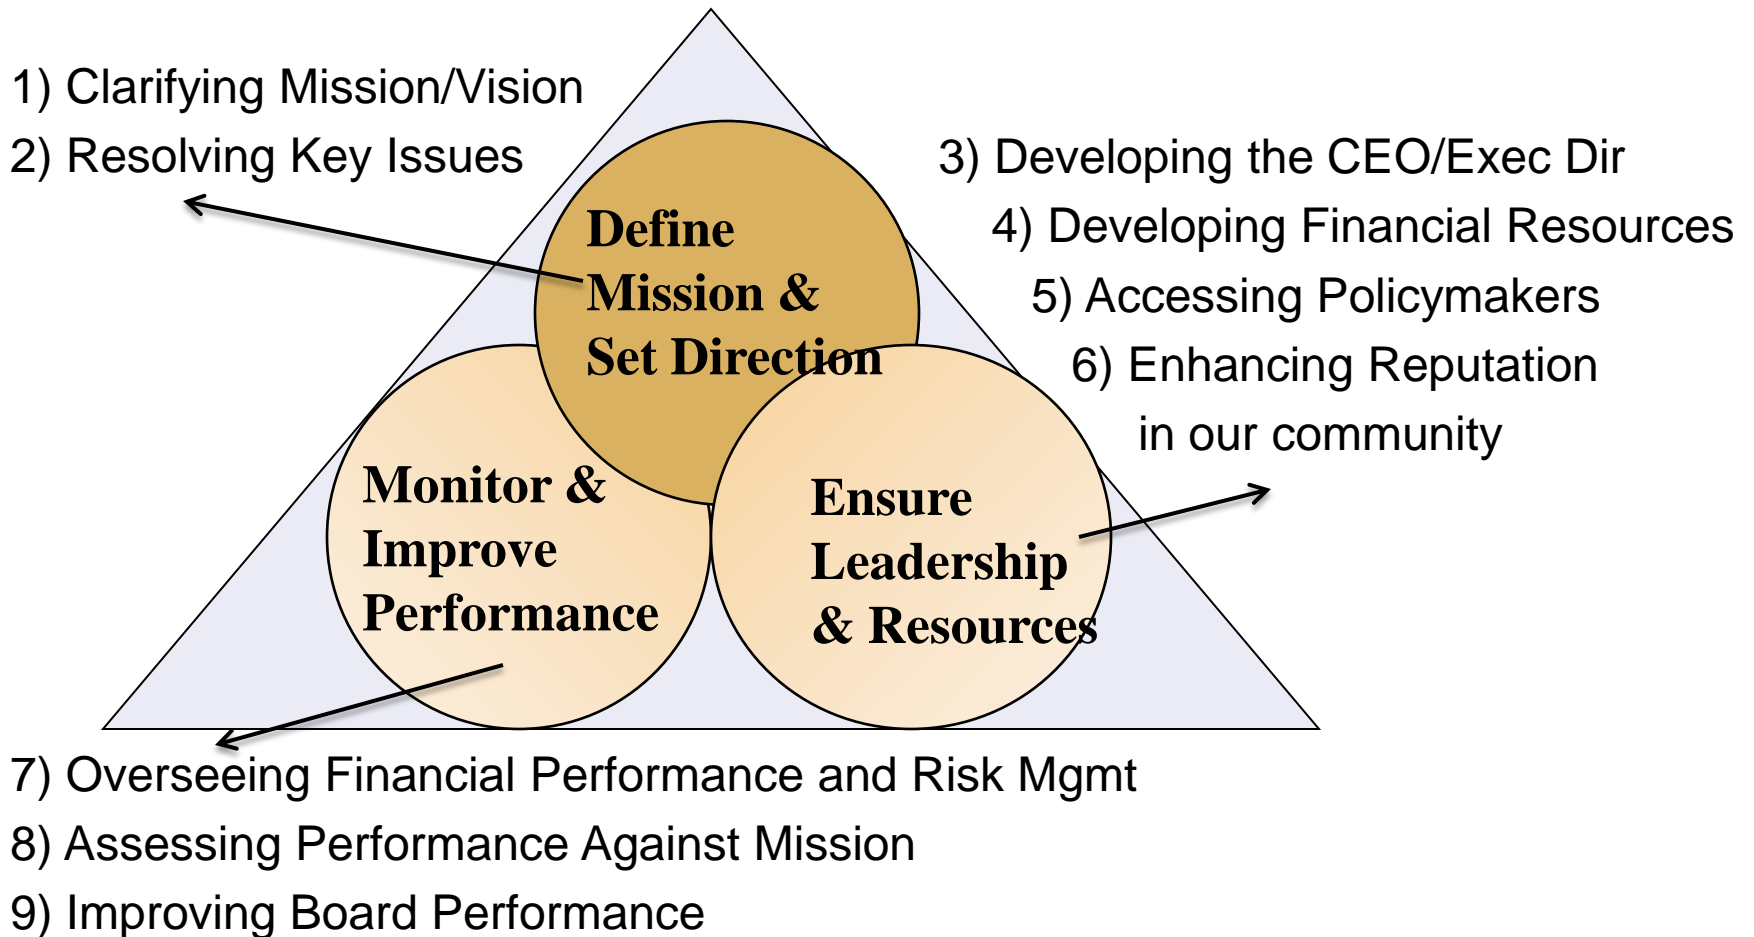 1) Clarifying Mission/Vision
2) Resolving Key Issues
3) Developing the CEO/Exec Dir
4) Developing Financial Resources
5) Accessing Policymakers
6) Enhancing Reputation
in our community
Define
Mission &
Set Direction
Monitor &
Improve
Performance
Ensure
Leadership
& Resources
7) Overseeing Financial Performance and Risk Mgmt
8) Assessing Performance Against Mission
9) Improving Board Performance